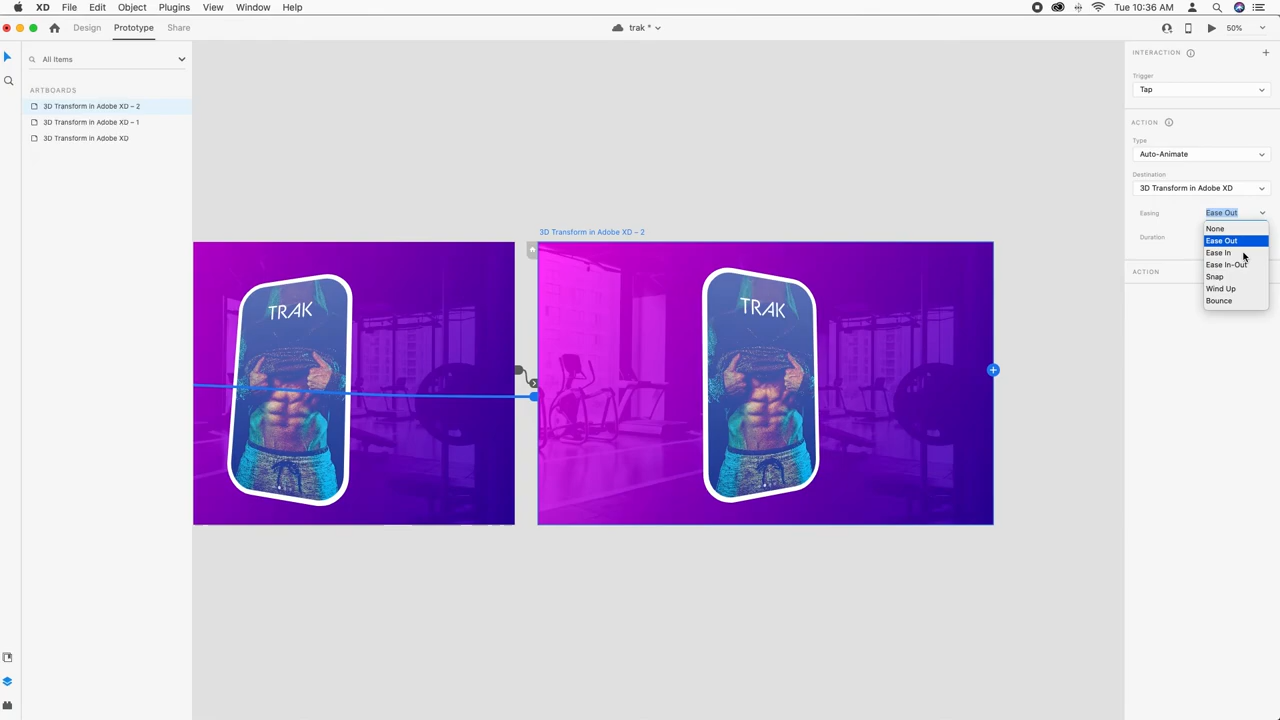 XD File Edit Object Plugins View Window Help
Tue 10:36 AM
Design Prototype Share
trak *
50%
All Items
ARTBOARDS
3D Transform in Adobe XD – 2
3D Transform in Adobe XD – 1
3D Transform in Adobe XD
3D Transform in Adobe XD – 2
TRAK
TRAK
INTERACTION
Trigger
Tap
ACTION
Type
Auto-Animate
Destination
3D Transform in Adobe XD
Easing Ease Out
None
Ease Out
Ease In
Ease In-Out
Snap
Wind Up
Bounce
Duration
ACTION